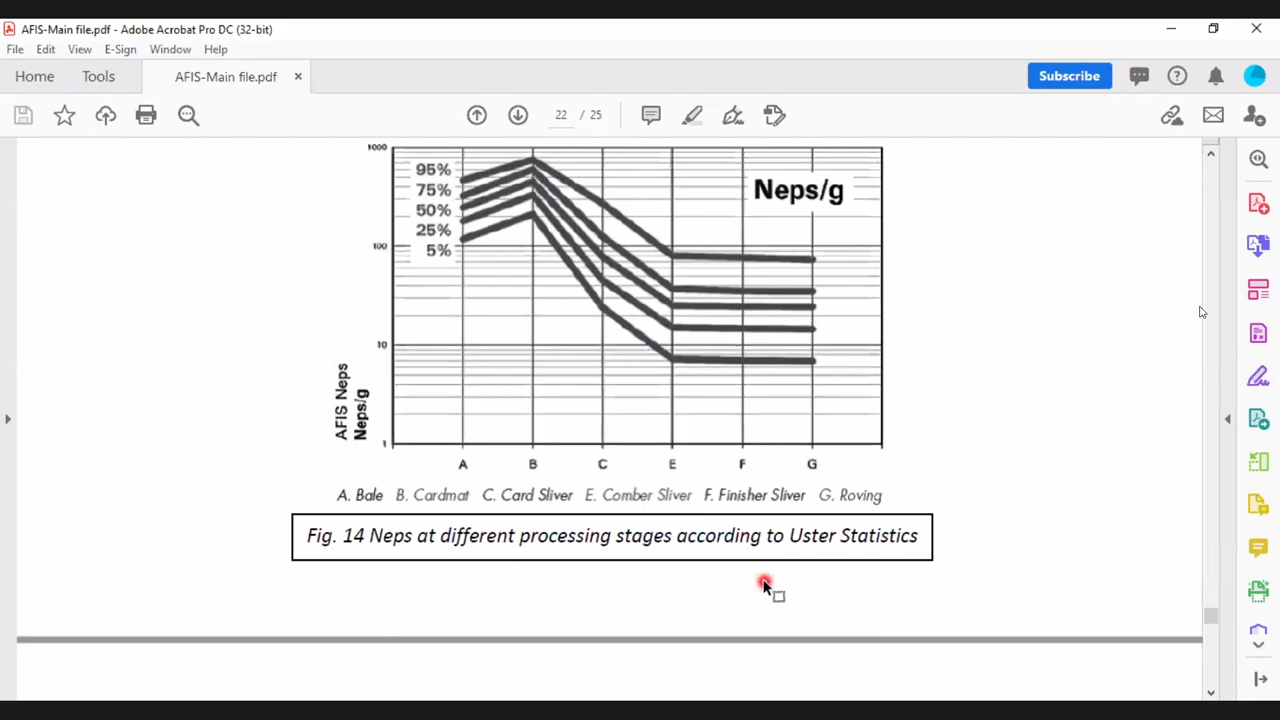 AFIS-Main file.pdf - Adobe Acrobat Pro DC (32-bit)
File Edit View E-Sign Window Help
Home Tools AFIS-Main file.pdf × Subscribe
22 / 25
1000
95%
75%
50%
25%
5%
100
10
1
Neps/g
AFIS Neps
Neps/g
A B C E F G
A. Bale B. Cardmat C. Card Sliver E. Comber Sliver F. Finisher Sliver G. Roving
Fig. 14 Neps at different processing stages according to Uster Statistics